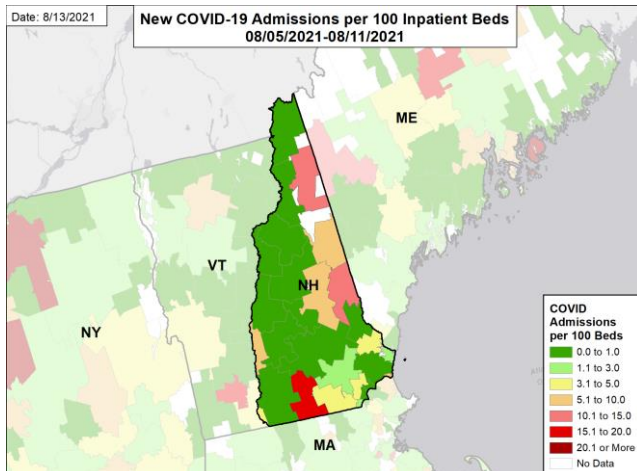 Date: 8/13/2021
New COVID-19 Admissions per 100 Inpatient Beds
08/05/2021-08/11/2021
ME
VT
NH
NY
MA
COVID
Admissions
per 100 Beds
0.0 to 1.0
1.1 to 3.0
3.1 to 5.0
5.1 to 10.0
10.1 to 15.0
15.1 to 20.0
20.1 or More
No Data